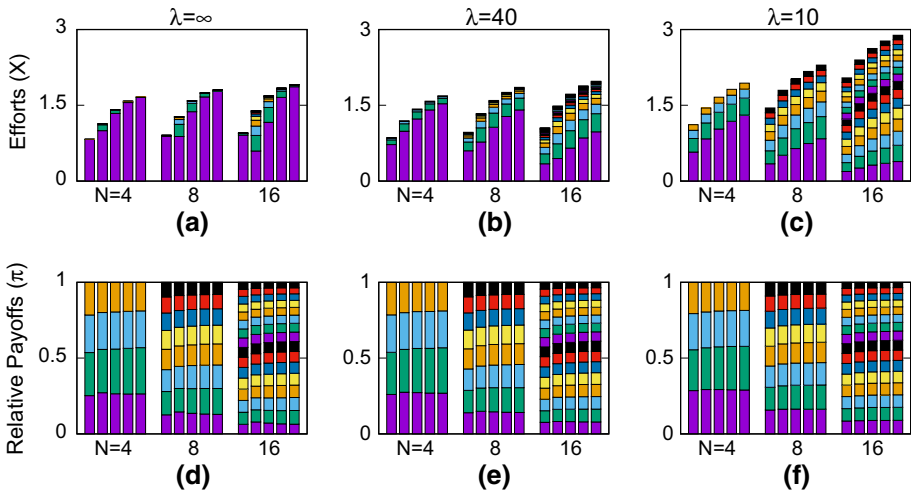 λ=∞ λ=40 λ=10
Efforts (X)
3 3 3
1.5 1.5 1.5
0 0 0
N=4 8 16 N=4 8 16 N=4 8 16
(a) (b) (c)
Relative Payoffs (π)
1 1 1
0.5 0.5 0.5
0 0 0
N=4 8 16 N=4 8 16 N=4 8 16
(d) (e) (f)